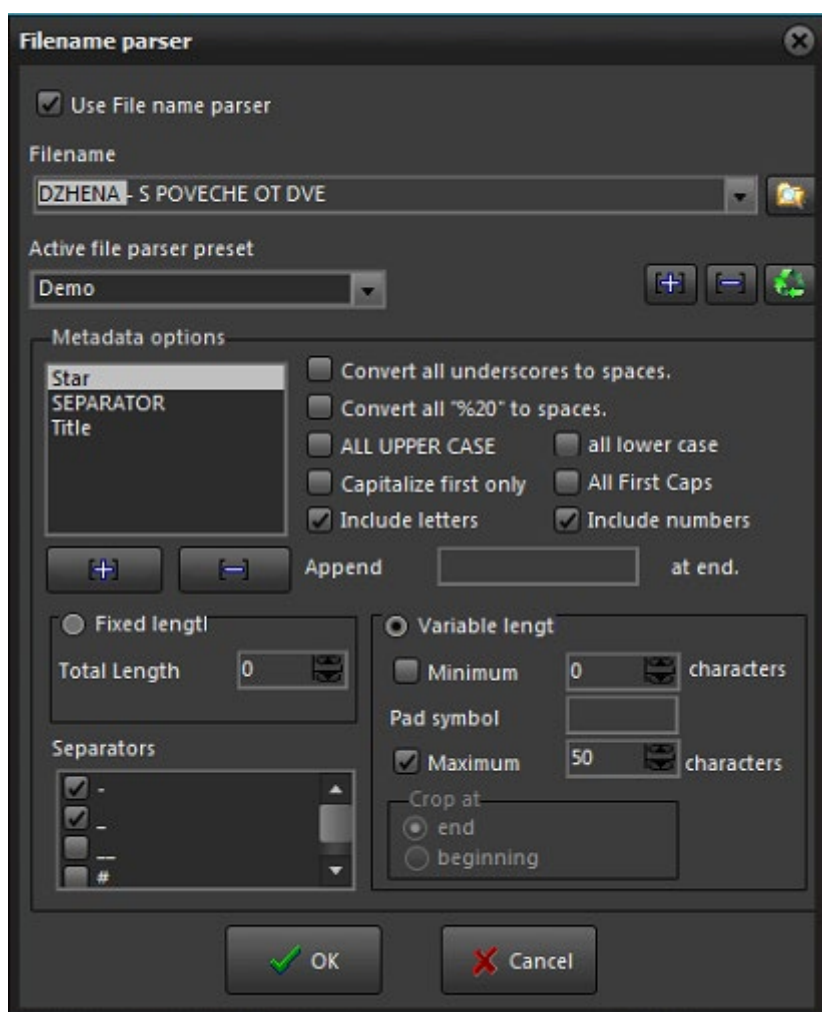 Filename parser
Use File name parser
Filename
DZHENA - S POVECHE OT DVE
Active file parser preset
Demo
[+] [-]
Metadata options
Star
SEPARATOR
Title
Convert all underscores to spaces.
Convert all "%20" to spaces.
ALL UPPER CASE all lower case
Capitalize first only All First Caps
Include letters Include numbers
[+] [-] Append at end.
Fixed lengtl
Total Length 0
Variable lengt
Minimum 0 characters
Pad symbol
Maximum 50 characters
Crop at
end
beginning
Separators
-
_
__
#
OK Cancel